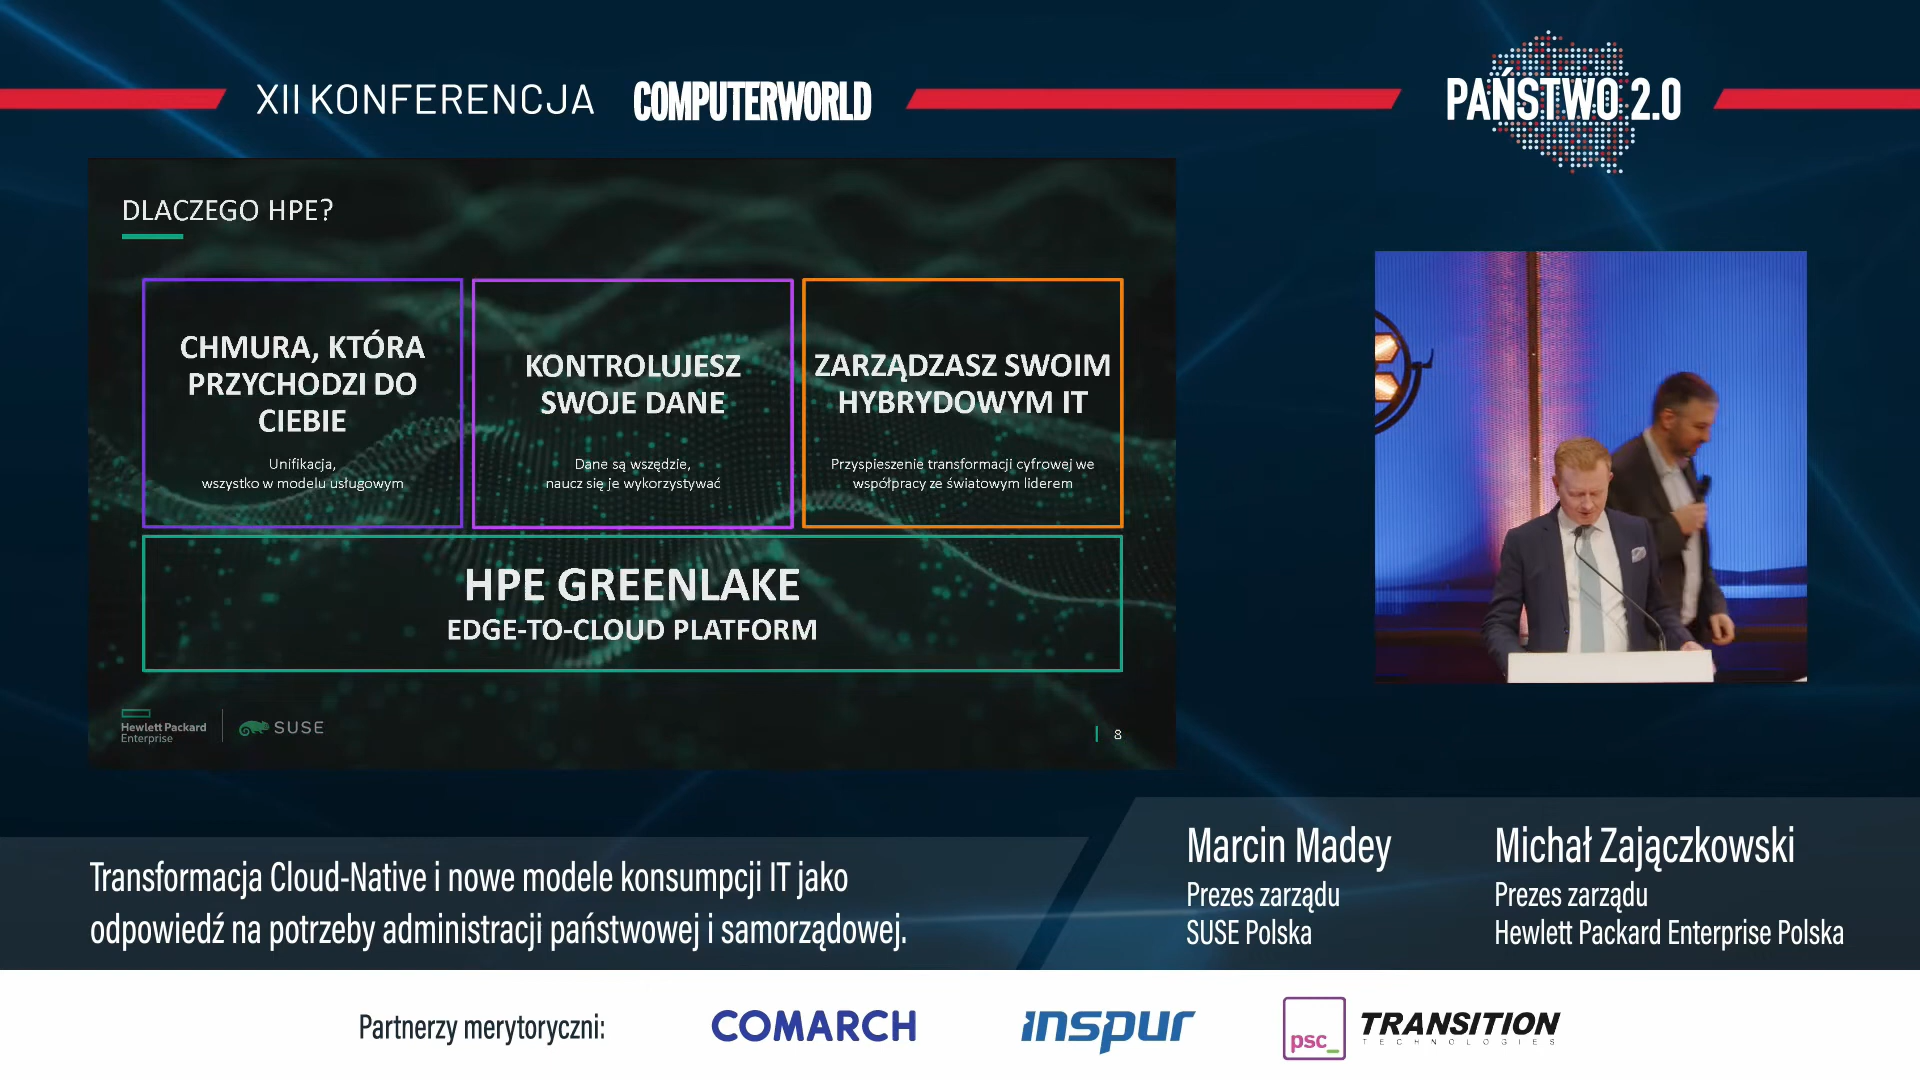 XII KONFERENCJA COMPUTERWORLD
PAŃSTWO 2.0
DLACZEGO HPE?
CHMURA, KTÓRA
PRZYCHODZI DO
CIEBIE
Unifikacja,
wszystko w modelu usługowym
KONTROLUJESZ
SWOJE DANE
Dane są wszędzie,
naucz się je wykorzystywać
ZARZĄDZASZ SWOIM
HYBRYDOWYM IT
Przyspieszenie transformacji cyfrowej we
współpracy ze światowym liderem
HPE GREENLAKE
EDGE-TO-CLOUD PLATFORM
Hewlett Packard
Enterprise
SUSE
8
Transformacja Cloud-Native i nowe modele konsumpcji IT jako
odpowiedź na potrzeby administracji państwowej i samorządowej.
Marcin Madey
Prezes zarządu
SUSE Polska
Michał Zajączkowski
Prezes zarządu
Hewlett Packard Enterprise Polska
Partnerzy merytoryczni:
COMARCH
inspur
psc_
TRANSITION
TECHNOLOGIES